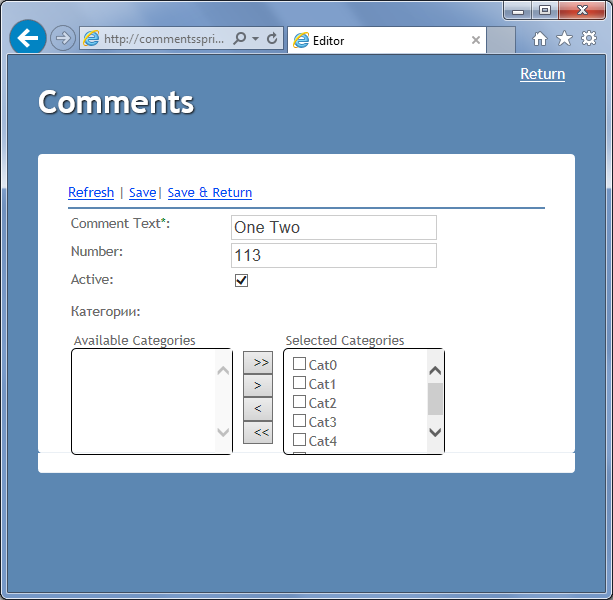 http://commentsspri...
Editor
Return
Comments
Refresh | Save | Save & Return
Comment Text*: One Two
Number: 113
Active:
Категории:
Available Categories
Selected Categories
>>
>
<
<<
Cat0
Cat1
Cat2
Cat3
Cat4